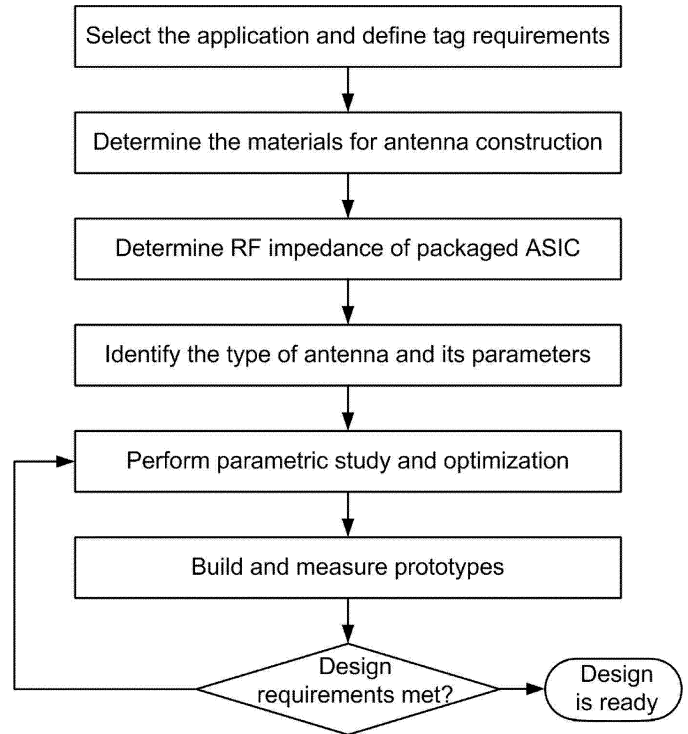 Select the application and define tag requirements
Determine the materials for antenna construction
Determine RF impedance of packaged ASIC
Identify the type of antenna and its parameters
Perform parametric study and optimization
Build and measure prototypes
Design
requirements met?
Design
is ready